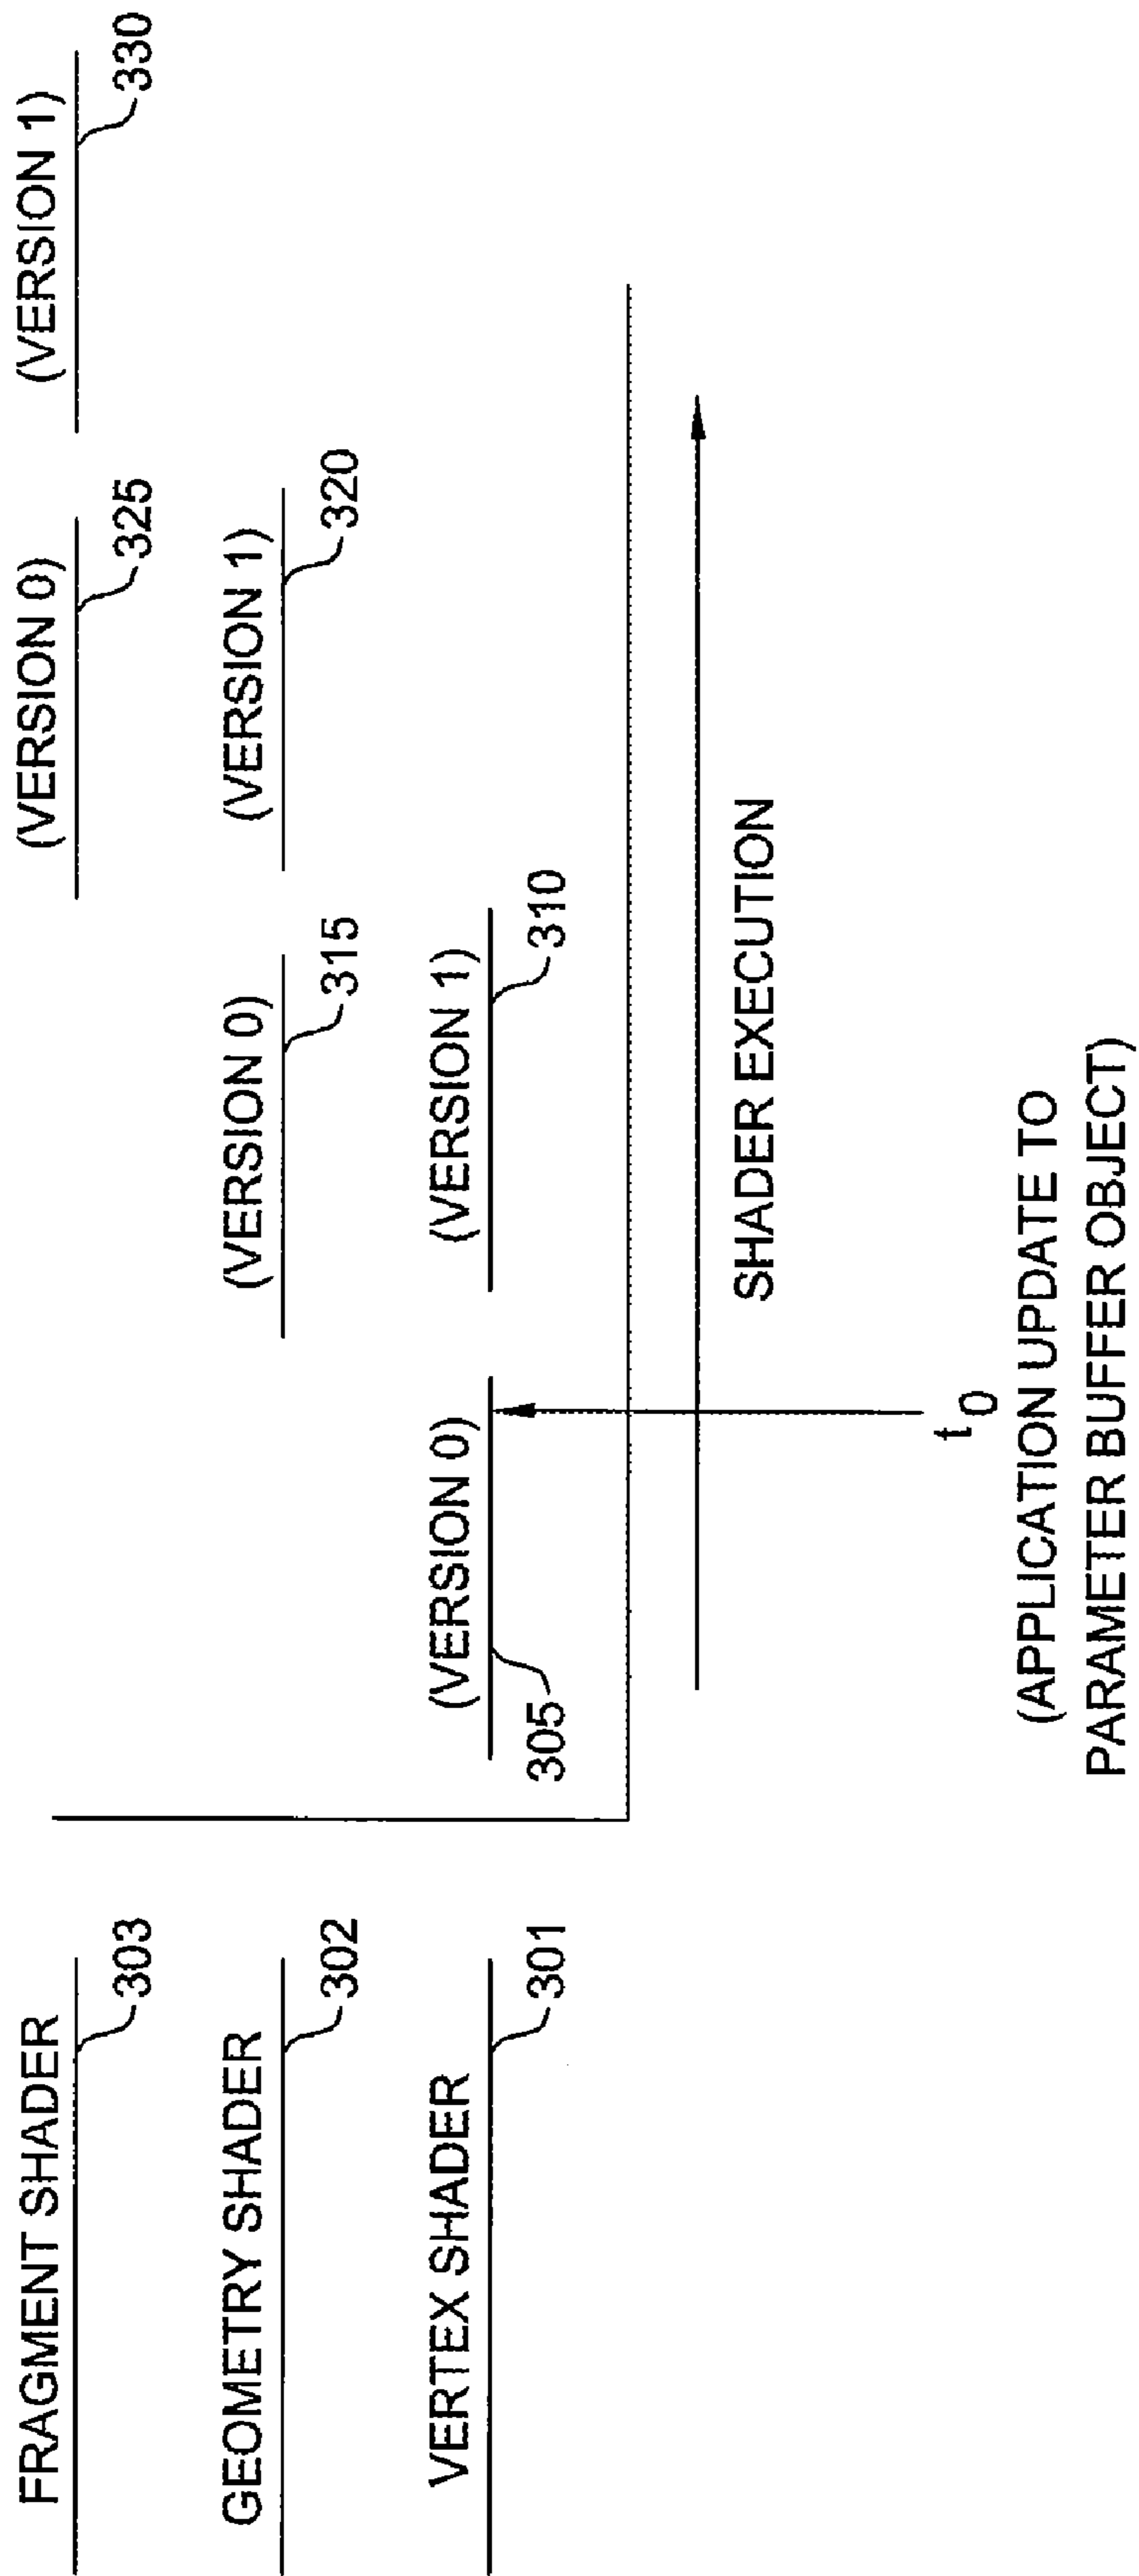 FRAGMENT SHADER
303
(VERSION 0)
325
(VERSION 1)
330
GEOMETRY SHADER
302
(VERSION 0)
315
(VERSION 1)
320
VERTEX SHADER
301
(VERSION 0)
305
(VERSION 1)
310
SHADER EXECUTION
t0
(APPLICATION UPDATE TO
PARAMETER BUFFER OBJECT)